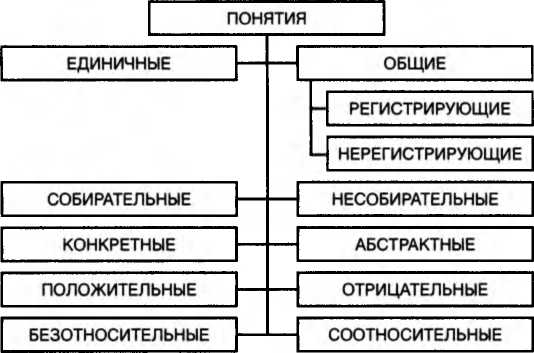 ПОНЯТИЯ
ЕДИНИЧНЫЕ
ОБЩИЕ
РЕГИСТРИРУЮЩИЕ
НЕРЕГИСТРИРУЮЩИЕ
СОБИРАТЕЛЬНЫЕ
НЕСОБИРАТЕЛЬНЫЕ
КОНКРЕТНЫЕ
АБСТРАКТНЫЕ
ПОЛОЖИТЕЛЬНЫЕ
ОТРИЦАТЕЛЬНЫЕ
БЕЗОТНОСИТЕЛЬНЫЕ
СООТНОСИТЕЛЬНЫЕ